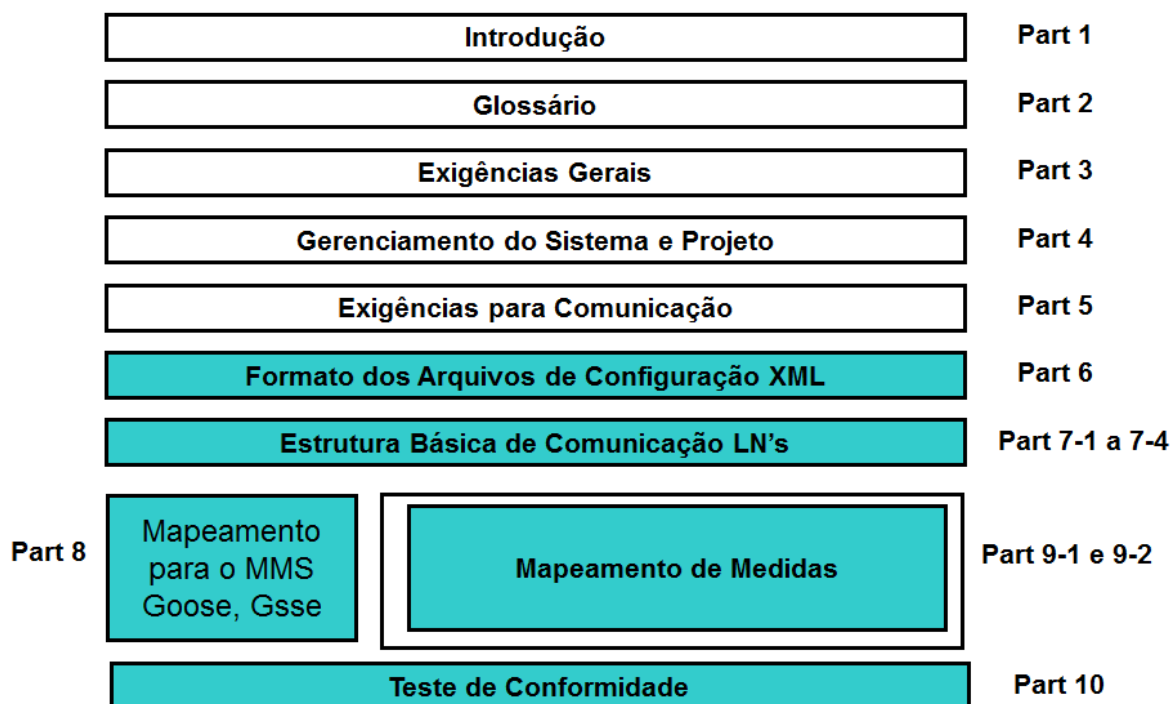 Introdução
Part 1
Glossário
Part 2
Exigências Gerais
Part 3
Gerenciamento do Sistema e Projeto
Part 4
Exigências para Comunicação
Part 5
Formato dos Arquivos de Configuração XML
Part 6
Estrutura Básica de Comunicação LN's
Part 7-1 a 7-4
Part 8
Mapeamento
para o MMS
Goose, Gsse
Mapeamento de Medidas
Part 9-1 e 9-2
Teste de Conformidade
Part 10